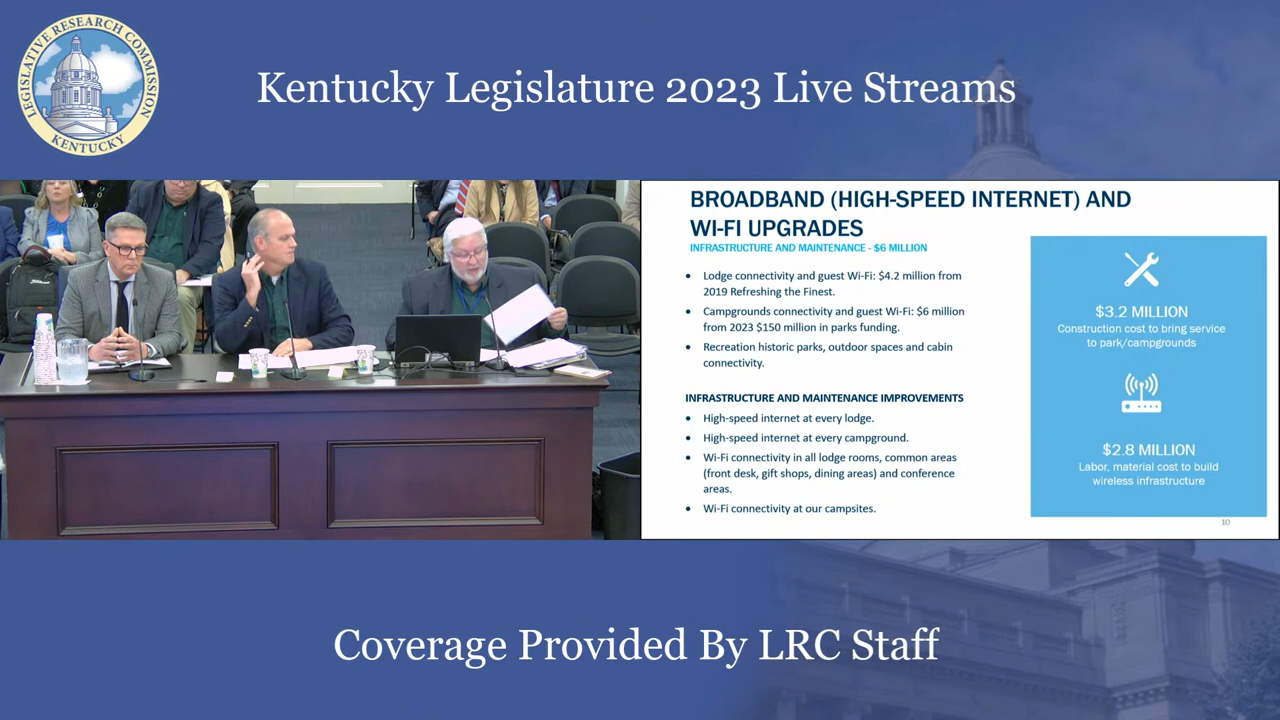 LEGISLATIVE RESEARCH COMMISSION
KENTUCKY
Kentucky Legislature 2023 Live Streams
BROADBAND (HIGH-SPEED INTERNET) AND
WI-FI UPGRADES
INFRASTRUCTURE AND MAINTENANCE - $6 MILLION
• Lodge connectivity and guest Wi-Fi: $4.2 million from
2019 Refreshing the Finest.
• Campgrounds connectivity and guest Wi-Fi: $6 million
from 2023 $150 million in parks funding.
• Recreation historic parks, outdoor spaces and cabin
connectivity.
INFRASTRUCTURE AND MAINTENANCE IMPROVEMENTS
• High-speed internet at every lodge.
• High-speed internet at every campground.
• Wi-Fi connectivity in all lodge rooms, common areas
(front desk, gift shops, dining areas) and conference
areas.
• Wi-Fi connectivity at our campsites.
$3.2 MILLION
Construction cost to bring service
to park/campgrounds
$2.8 MILLION
Labor, material cost to build
wireless infrastructure
10
Coverage Provided By LRC Staff